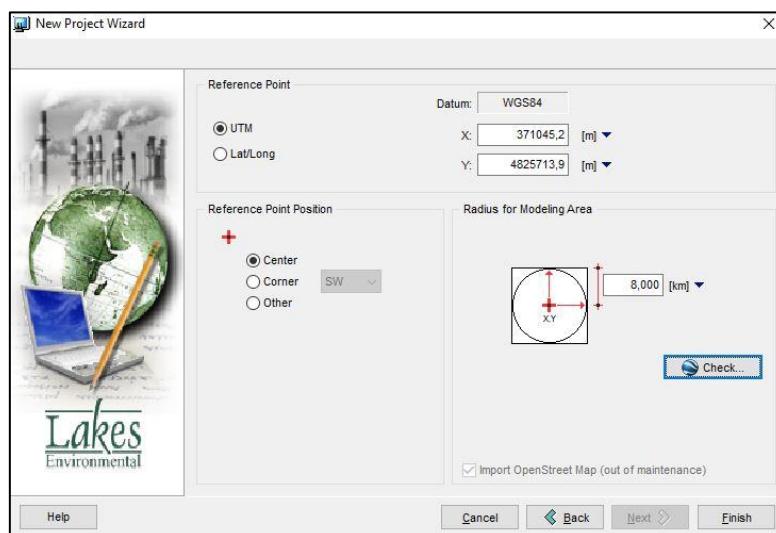 New Project Wizard
Reference Point
Datum: WGS84
UTM
X: 371045,2 [m]
Lat/Long
Y: 4825713,9 [m]
Reference Point Position
Radius for Modeling Area
Center
Corner SW
8,000 [km]
Other
X,Y
Check...
Lakes
Environmental
Import OpenStreet Map (out of maintenance)
Help Cancel Back Next Finish